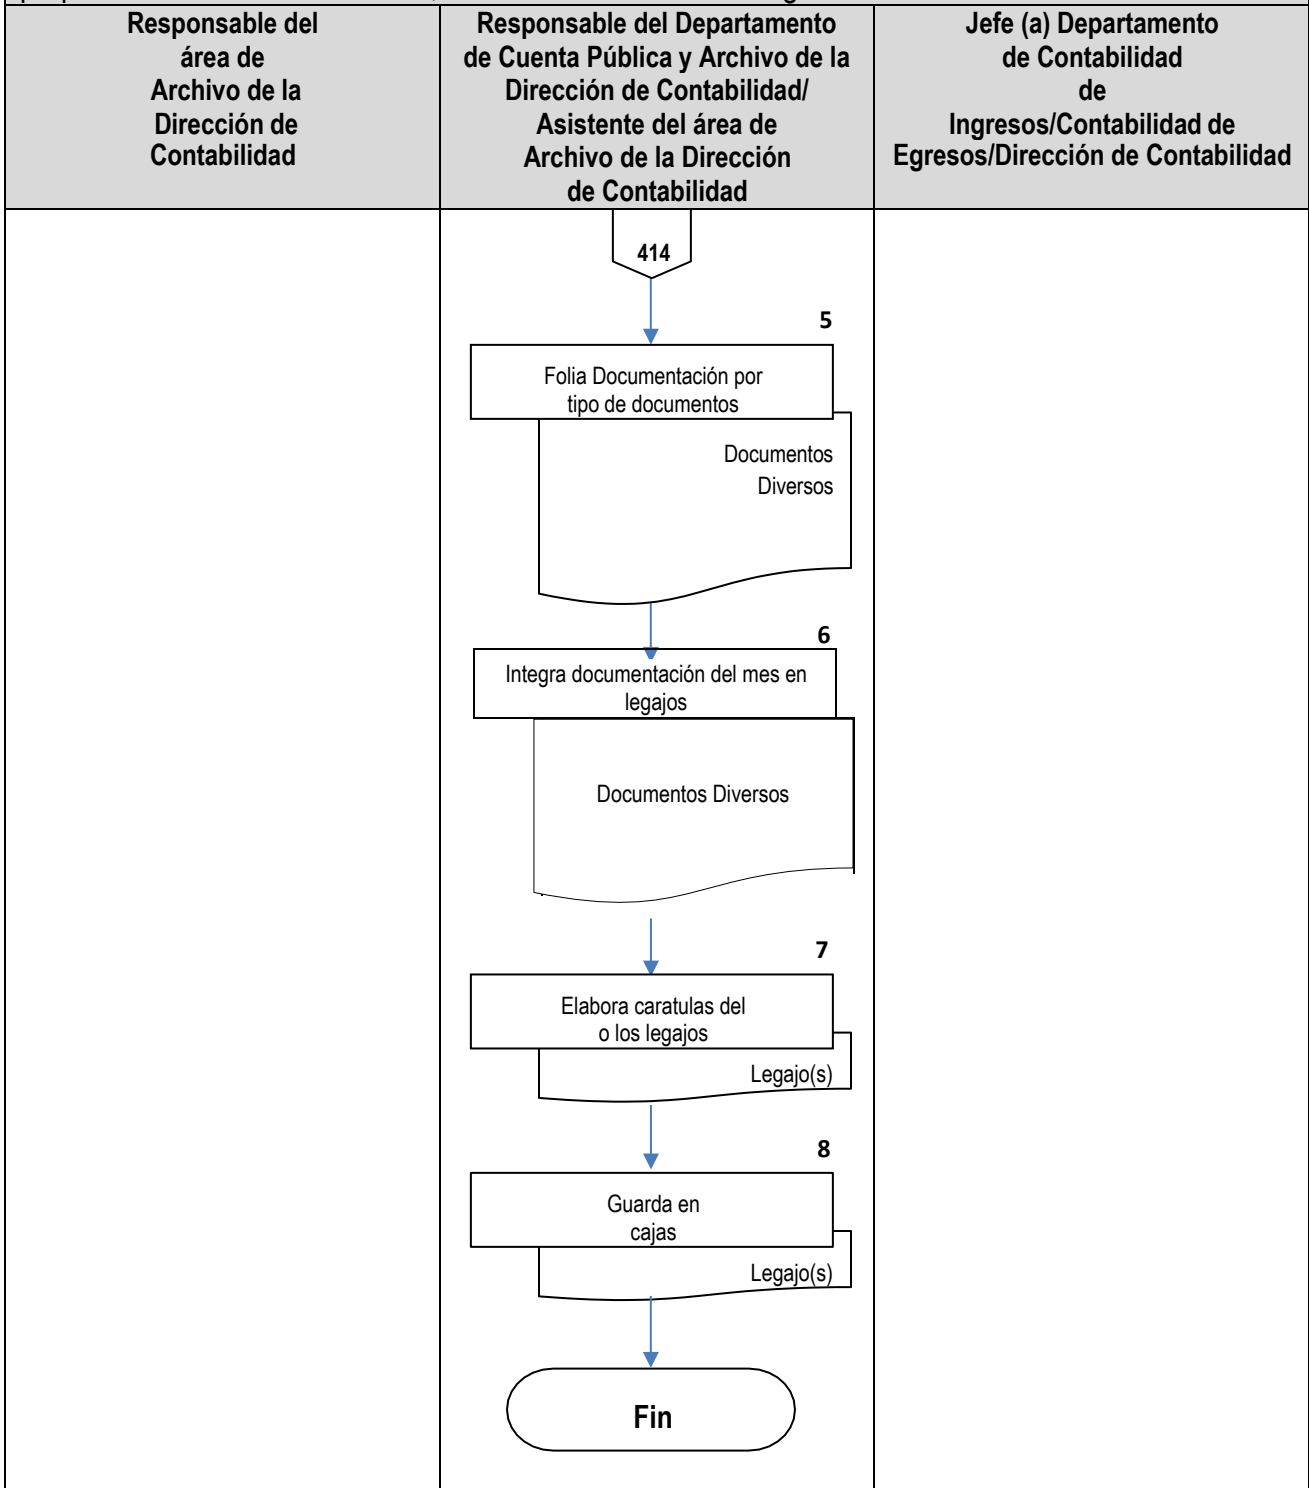 Responsable del
área de
Archivo de la
Dirección de
Contabilidad
Responsable del Departamento
de Cuenta Pública y Archivo de la
Dirección de Contabilidad/
Asistente del área de
Archivo de la Dirección
de Contabilidad
Jefe (a) Departamento
de Contabilidad
de
Ingresos/Contabilidad de
Egresos/Dirección de Contabilidad
414
5
Folia Documentación por
tipo de documentos
Documentos
Diversos
6
Integra documentación del mes en
legajos
Documentos Diversos
7
Elabora caratulas del
o los legajos
Legajo(s)
8
Guarda en
cajas
Legajo(s)
Fin